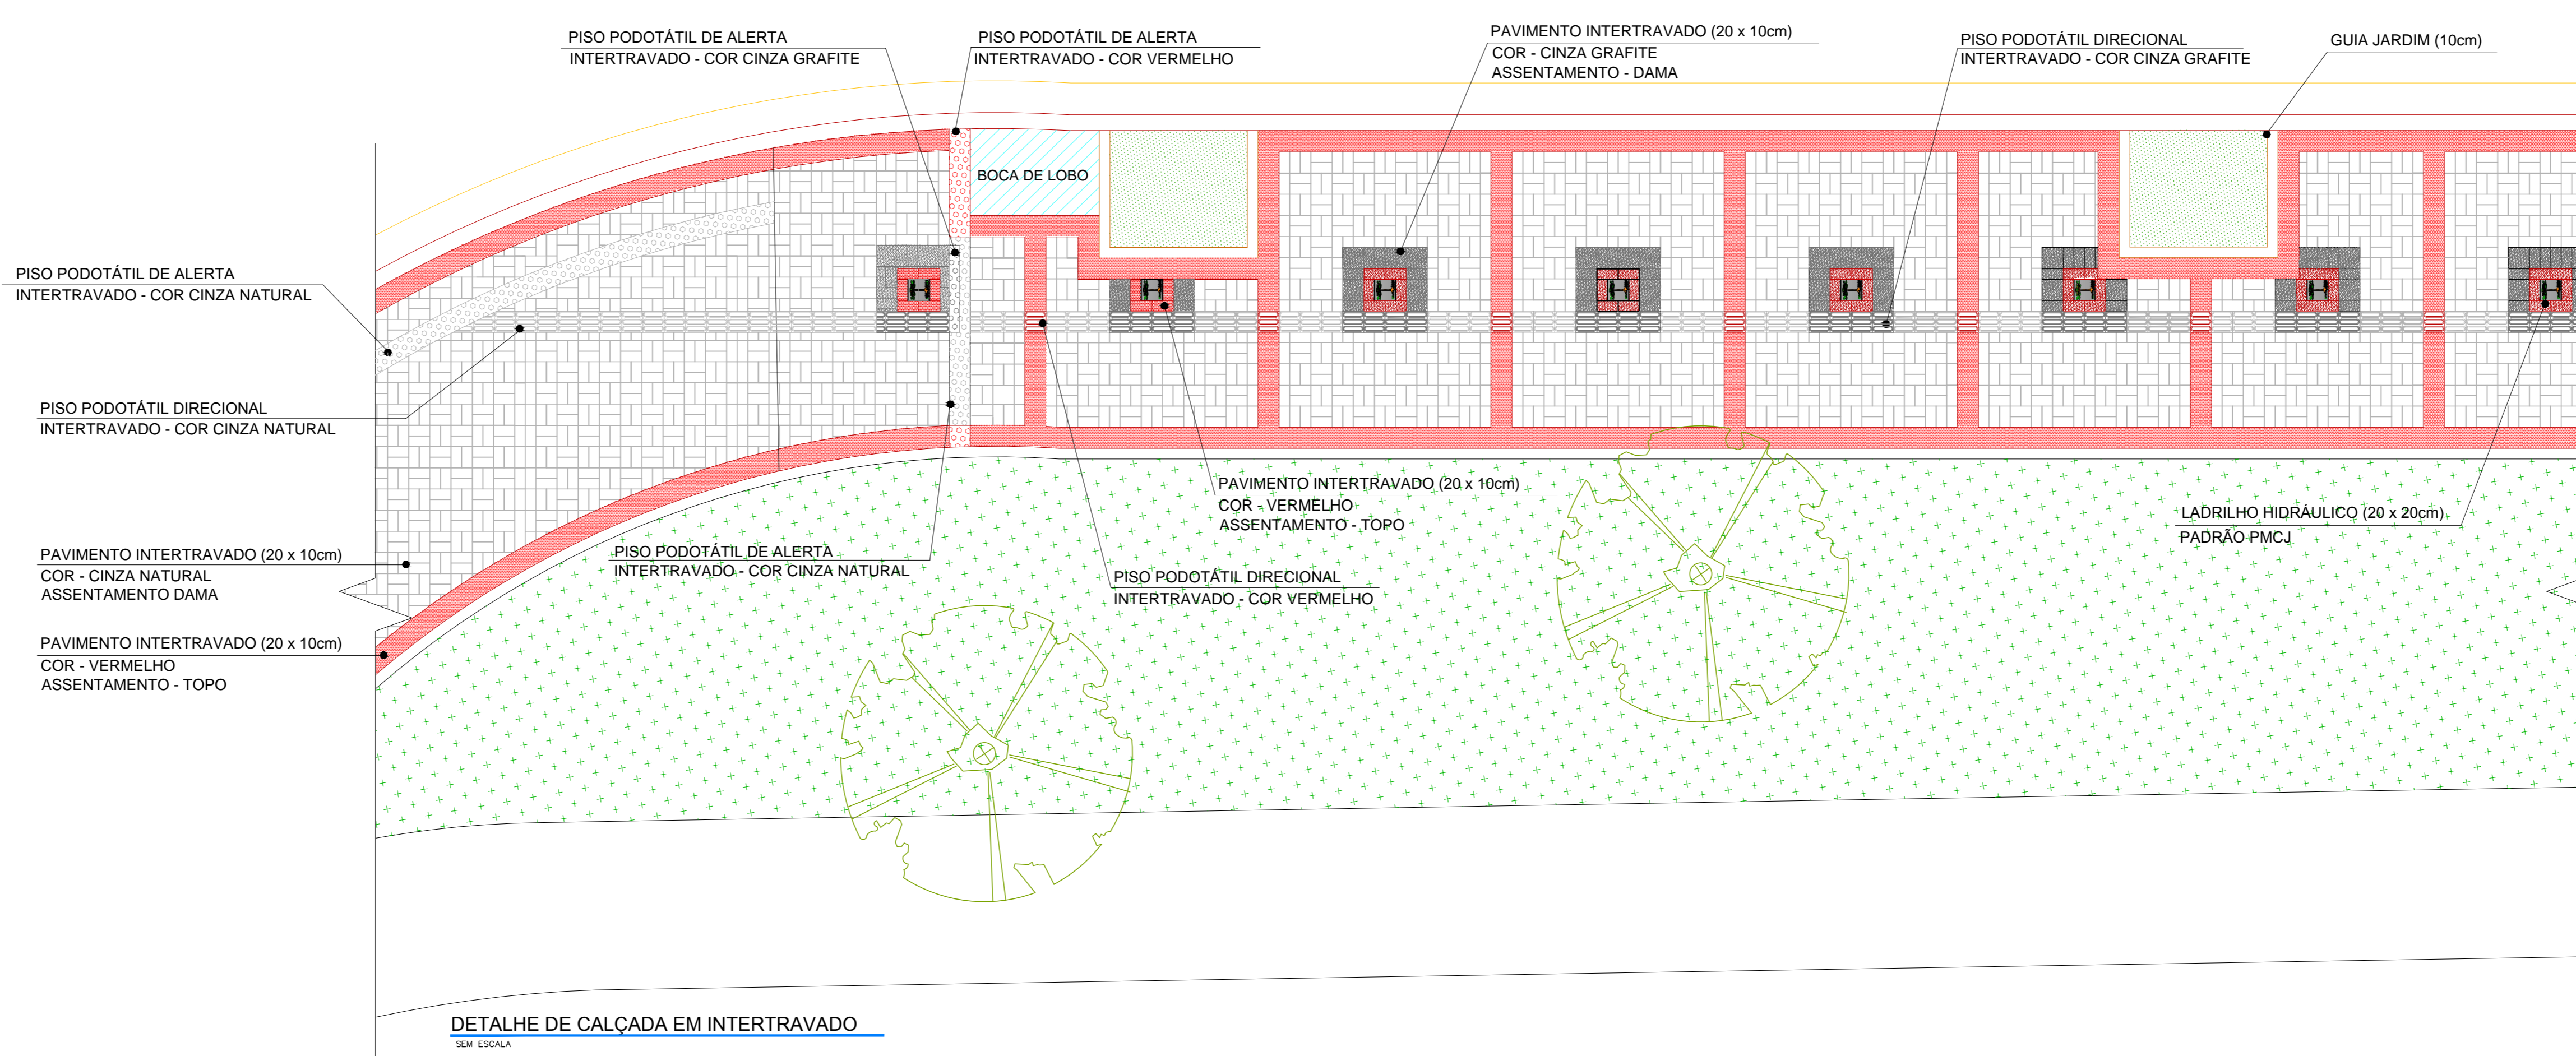 PISO PODOTÁTIL DE ALERTA
INTERTRAVADO - COR CINZA GRAFITE
PISO PODOTÁTIL DE ALERTA
INTERTRAVADO - COR VERMELHO
PAVIMENTO INTERTRAVADO (20 x 10cm)
COR - CINZA GRAFITE
ASSENTAMENTO - DAMA
PISO PODOTÁTIL DIRECIONAL
INTERTRAVADO - COR CINZA GRAFITE
GUIA JARDIM (10cm)
BOCA DE LOBO
PISO PODOTÁTIL DE ALERTA
INTERTRAVADO - COR CINZA NATURAL
PISO PODOTÁTIL DIRECIONAL
INTERTRAVADO - COR CINZA NATURAL
PAVIMENTO INTERTRAVADO (20 x 10cm)
COR - CINZA NATURAL
ASSENTAMENTO DAMA
PAVIMENTO INTERTRAVADO (20 x 10cm)
COR - VERMELHO
ASSENTAMENTO - TOPO
PISO PODOTÁTIL DE ALERTA
INTERTRAVADO - COR CINZA NATURAL
PAVIMENTO INTERTRAVADO (20 x 10cm)
COR - VERMELHO
ASSENTAMENTO - TOPO
PISO PODOTÁTIL DIRECIONAL
INTERTRAVADO - COR VERMELHO
LADRILHO HIDRÁULICO (20 x 20cm)
PADRÃO PMCJ
DETALHE DE CALÇADA EM INTERTRAVADO
SEM ESCALA